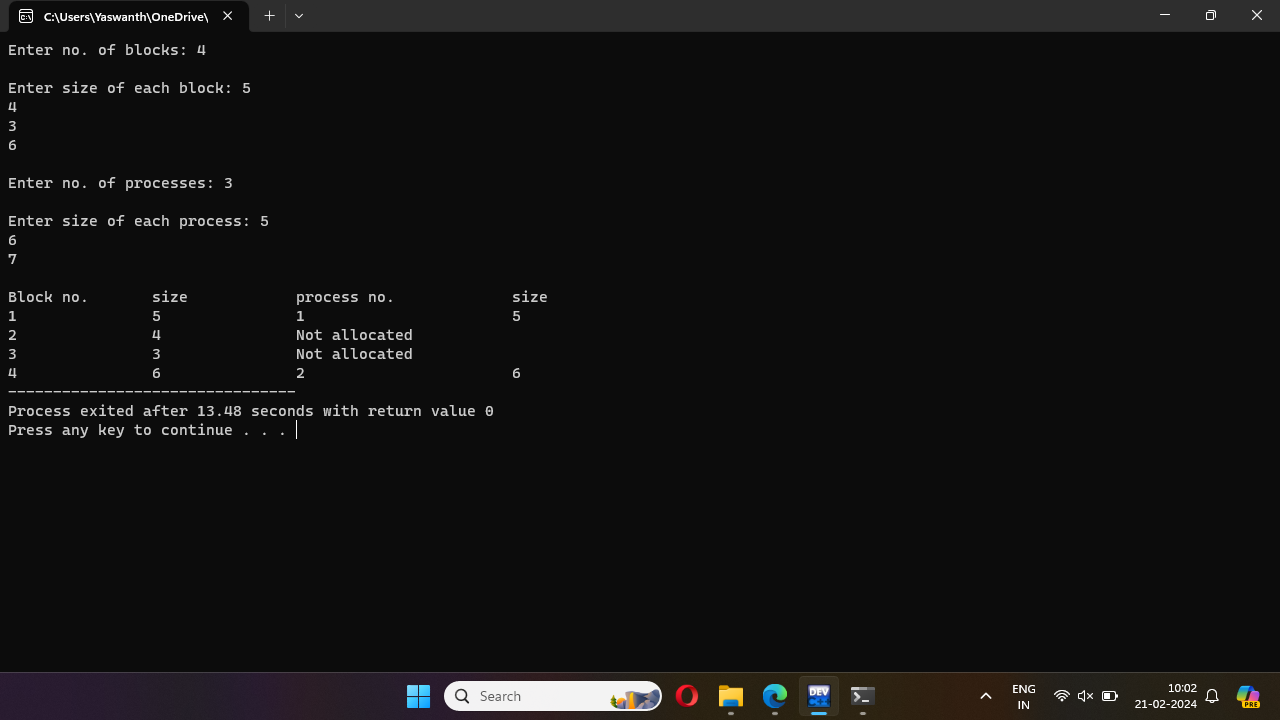 C:\Users\Yaswanth\OneDrive\
Enter no. of blocks: 4
Enter size of each block: 5
4
3
6
Enter no. of processes: 3
Enter size of each process: 5
6
7
Block no. size process no. size
1 5 1 5
2 4 Not allocated
3 3 Not allocated
4 6 2 6
--------------------------------
Process exited after 13.48 seconds with return value 0
Press any key to continue . . .
Search
DEV
ENG
IN
10:02
21-02-2024
PRE